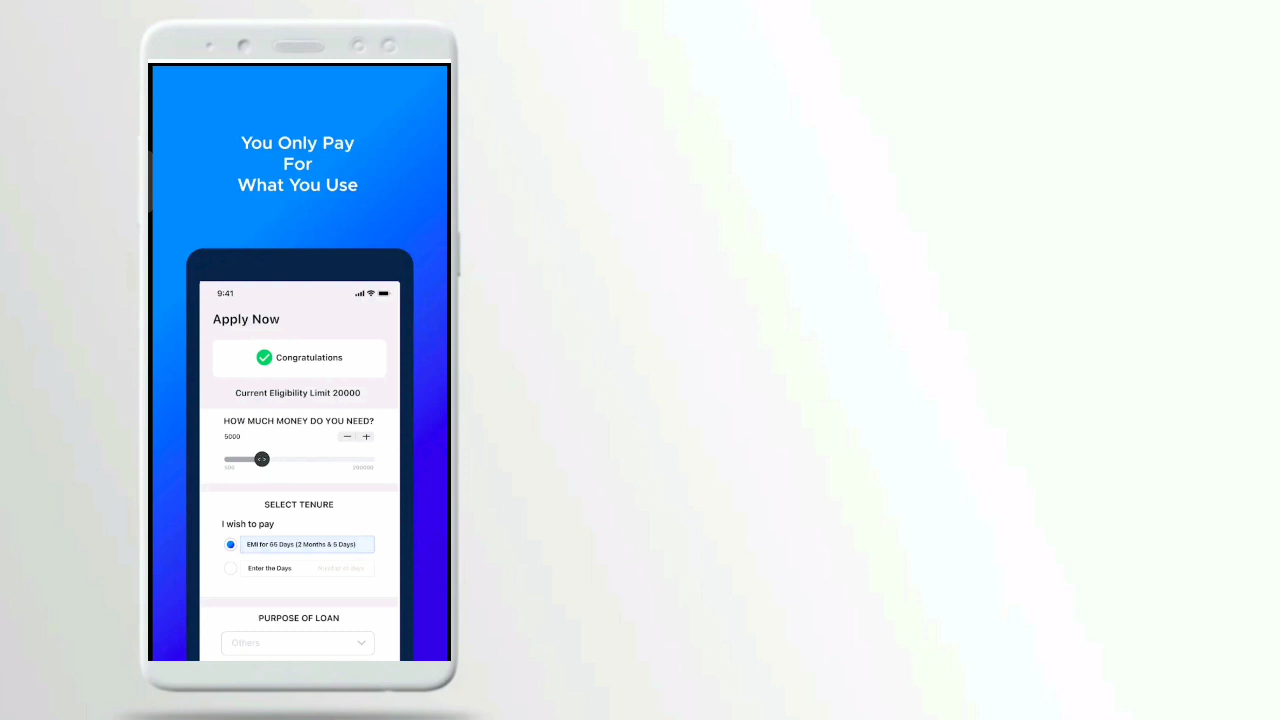 You Only Pay
For
What You Use
9:41
Apply Now
Congratulations
Current Eligibility Limit 20000
HOW MUCH MONEY DO YOU NEED?
5000
500 200000
SELECT TENURE
I wish to pay
EMI for 65 Days (2 Months & 5 Days)
Enter the Days Number of days
PURPOSE OF LOAN
Others